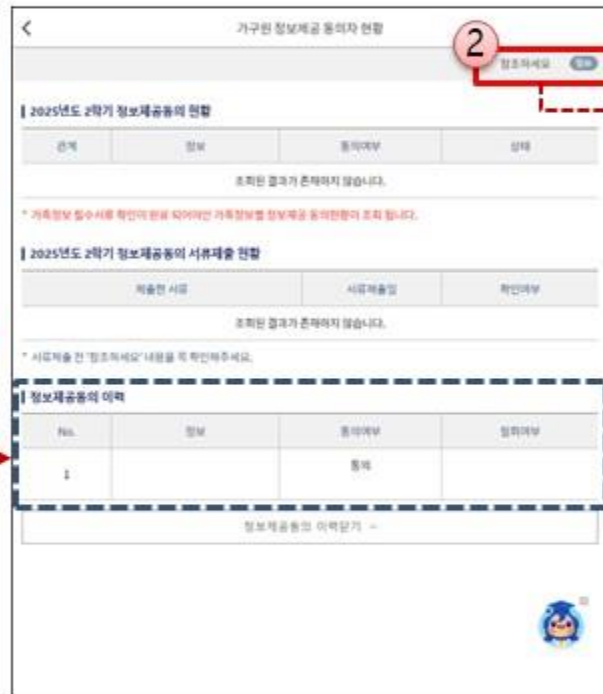 가구원 정보제공 동의자 현황
2
참조하세요
2025년도 2학기 정보제공동의 현황
관계 정보 동의여부 상태
조회된 결과가 존재하지 않습니다.
* 가족정보 필수서류 확인이 완료 되어야만 가족정보별 정보제공 동의현황이 조회 됩니다.
2025년도 2학기 정보제공동의 서류제출 현황
제출한 서류 서류제출일 확인여부
조회된 결과가 존재하지 않습니다.
* 서류제출 전 '참조하세요' 내용을 꼭 확인해주세요.
정보제공동의 이력
No. 정보 동의여부 철회여부
1 동의
정보제공동의 이력닫기